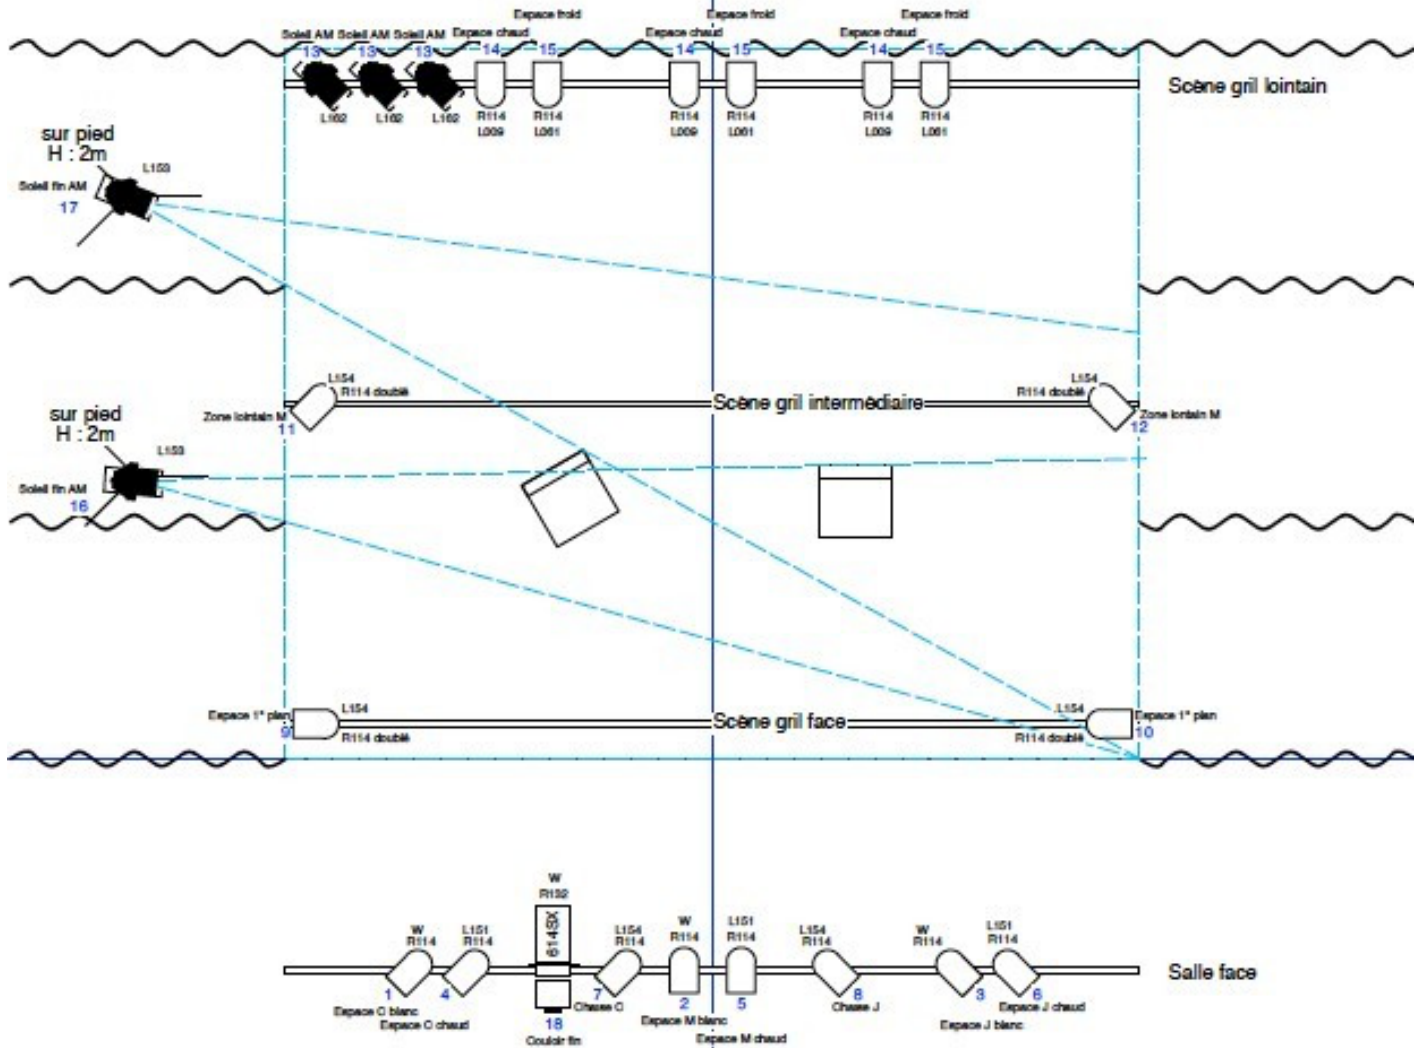 Espace froid
Espace froid
Espace froid
Soleil AM
Soleil AM
Soleil AM
Espace chaud
Espace chaud
Espace chaud
13
13
13
14
15
14
15
14
15
Scène gril lointain
L162
L162
L162
R114
L009
R114
L061
R114
L009
R114
L061
R114
L009
R114
L061
sur pied
H : 2m
L153
Soleil fin AM
17
L154
R114 doublé
Zone lointain M
11
Scène gril intermédiaire
L154
R114 doublé
Zone lontain M
12
sur pied
H : 2m
L153
Soleil fin AM
16
Espace 1° plan
9
L154
R114 doublé
Scène gril face
L154
R114 doublé
Espace 1° plan
10
W
R132
614SX
W
R114
L151
R114
L154
R114
W
R114
L151
R114
L154
R114
W
R114
L151
R114
Salle face
1
4
18
7
2
5
8
3
6
Espace C blanc
Espace C chaud
Couloir fin
Chasse C
Espace M blanc
Espace M chaud
Chasse J
Espace J blanc
Espace J chaud